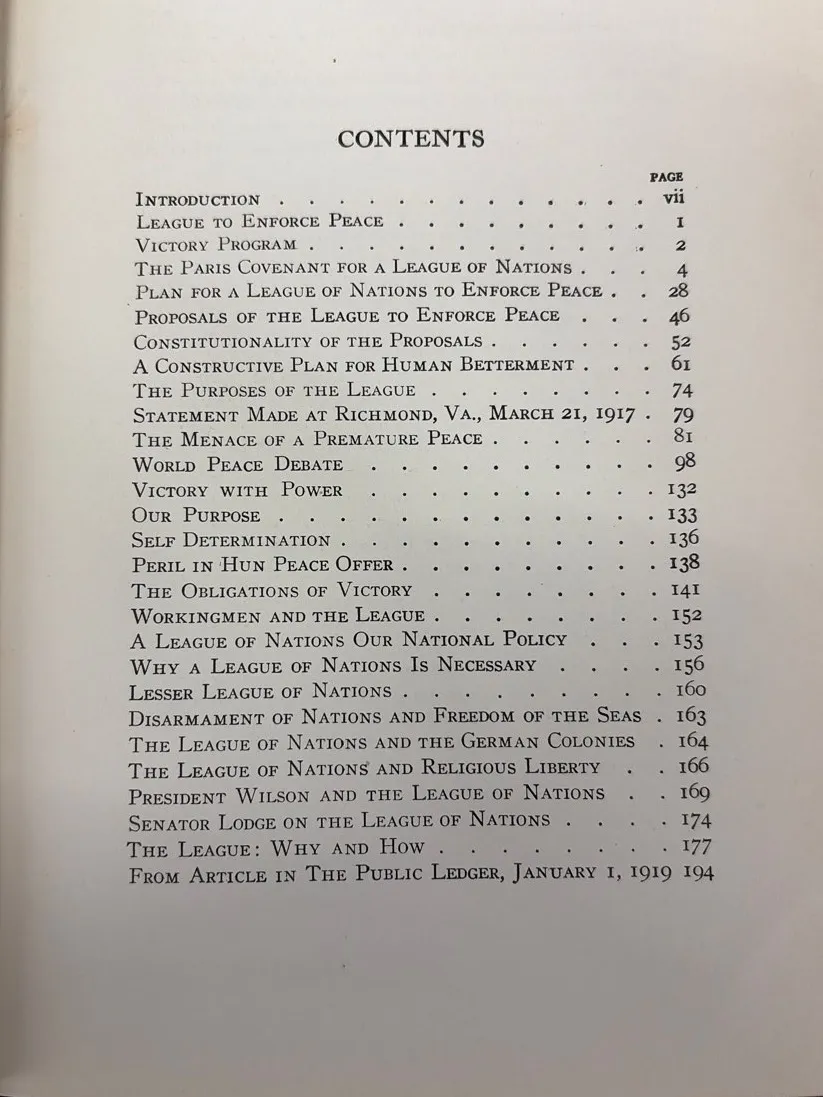 CONTENTS
PAGE
INTRODUCTION . . . . . . . . . . . . . vii
LEAGUE TO ENFORCE PEACE . . . . . . . . . 1
VICTORY PROGRAM . . . . . . . . . . . . 2
THE PARIS COVENANT FOR A LEAGUE OF NATIONS . . . 4
PLAN FOR A LEAGUE OF NATIONS TO ENFORCE PEACE . . 28
PROPOSALS OF THE LEAGUE TO ENFORCE PEACE . . . 46
CONSTITUTIONALITY OF THE PROPOSALS . . . . . . 52
A CONSTRUCTIVE PLAN FOR HUMAN BETTERMENT . . . 61
THE PURPOSES OF THE LEAGUE . . . . . . . . 74
STATEMENT MADE AT RICHMOND, VA., MARCH 21, 1917 . 79
THE MENACE OF A PREMATURE PEACE . . . . . . 81
WORLD PEACE DEBATE . . . . . . . . . . 98
VICTORY WITH POWER . . . . . . . . . . 132
OUR PURPOSE . . . . . . . . . . . . . 133
SELF DETERMINATION . . . . . . . . . . . 136
PERIL IN HUN PEACE OFFER . . . . . . . . . 138
THE OBLIGATIONS OF VICTORY . . . . . . . . 141
WORKINGMEN AND THE LEAGUE . . . . . . . . 152
A LEAGUE OF NATIONS OUR NATIONAL POLICY . . . 153
WHY A LEAGUE OF NATIONS IS NECESSARY . . . . 156
LESSER LEAGUE OF NATIONS . . . . . . . . . 160
DISARMAMENT OF NATIONS AND FREEDOM OF THE SEAS . 163
THE LEAGUE OF NATIONS AND THE GERMAN COLONIES . 164
THE LEAGUE OF NATIONS AND RELIGIOUS LIBERTY . . 166
PRESIDENT WILSON AND THE LEAGUE OF NATIONS . . 169
SENATOR LODGE ON THE LEAGUE OF NATIONS . . . . 174
THE LEAGUE: WHY AND HOW . . . . . . . . 177
FROM ARTICLE IN THE PUBLIC LEDGER, JANUARY 1, 1919 194